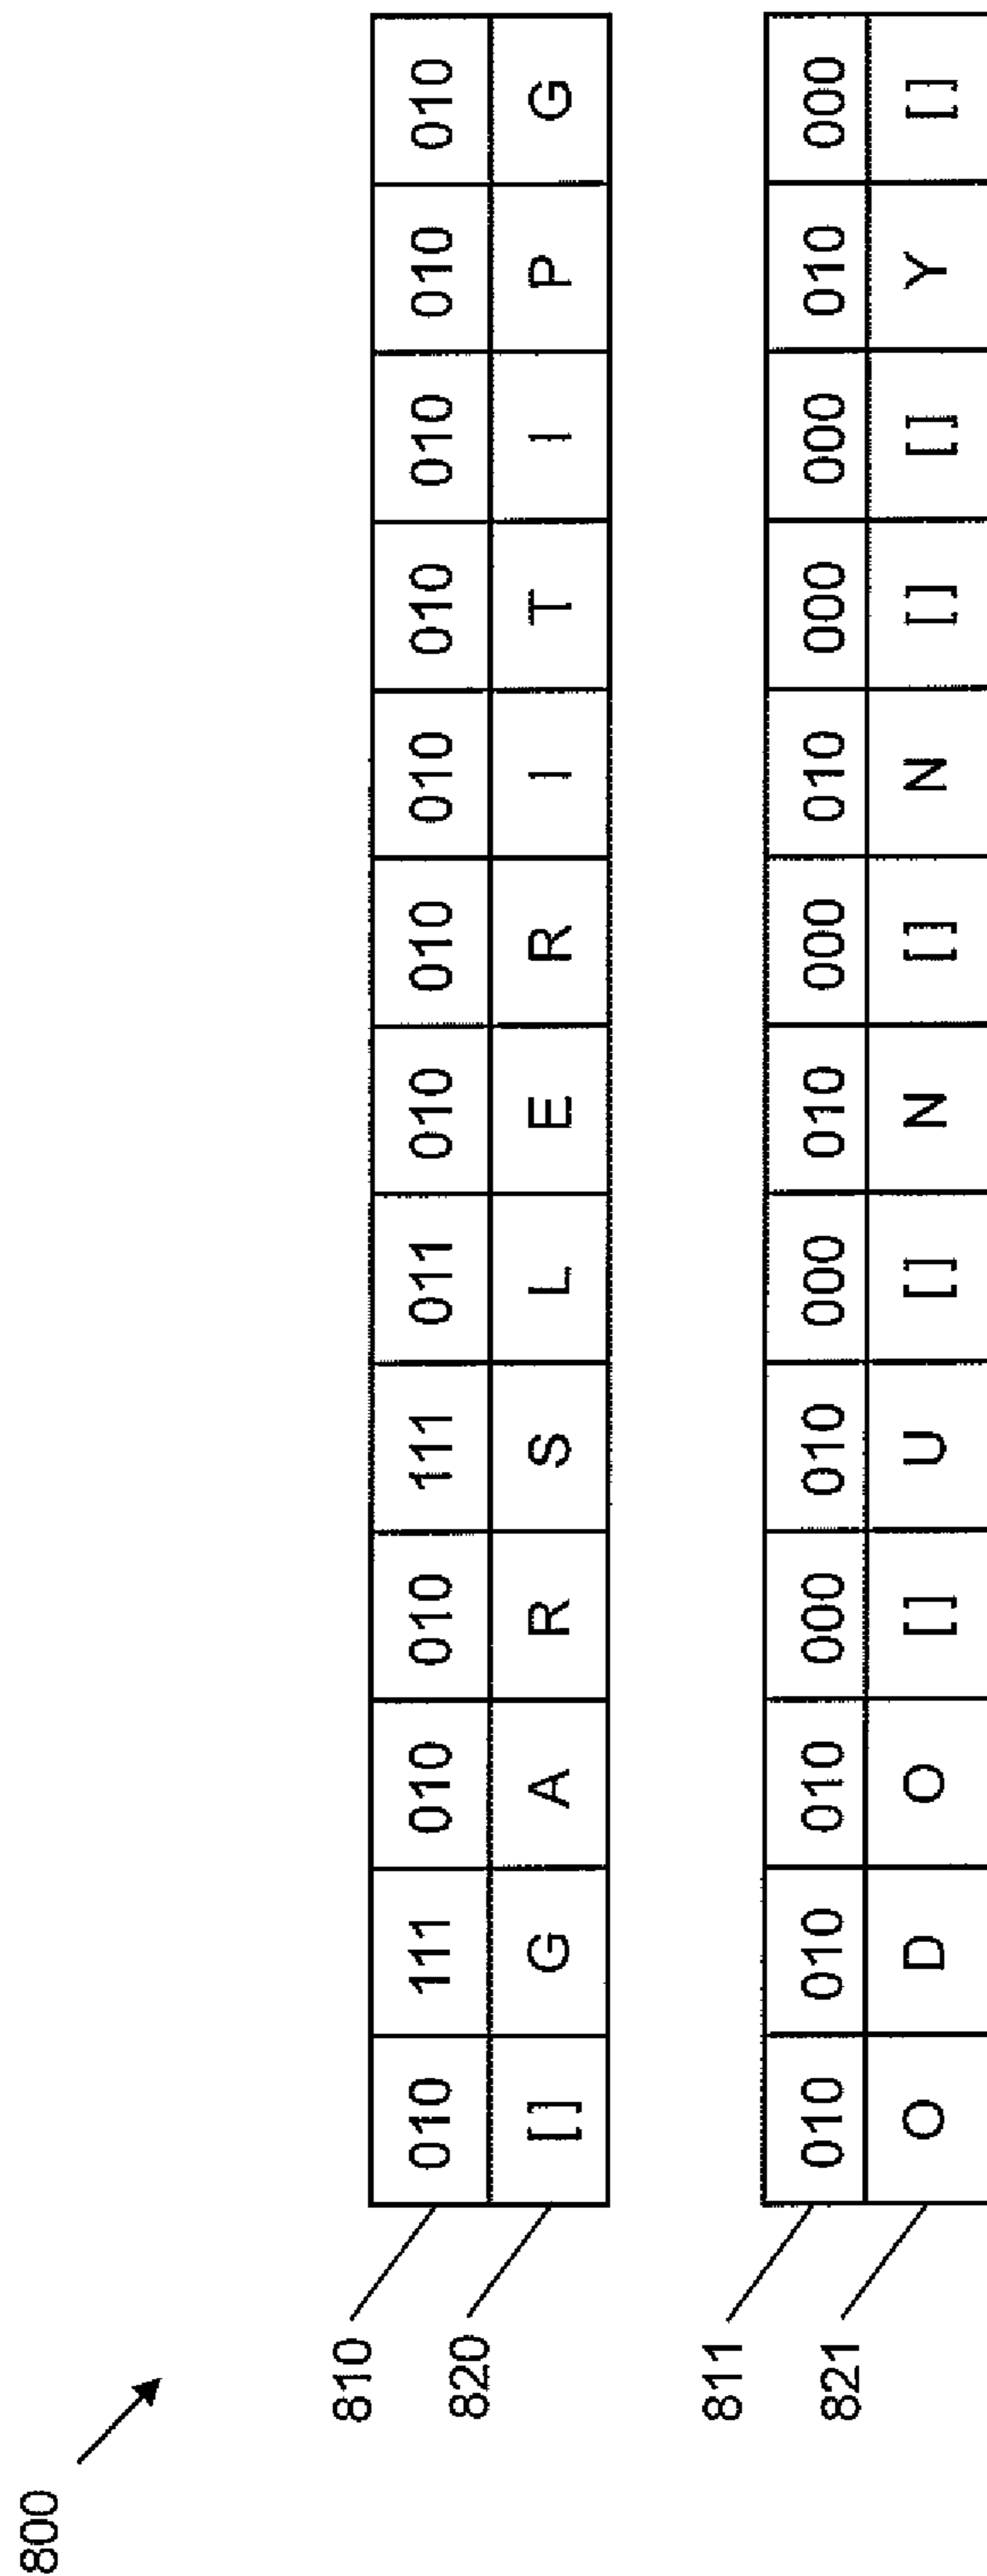 800
810 010 111 010 010 111 011 010 010 010 010 010 010 010
820 [ ] G A R S L E R I T I P G
811 010 010 010 000 010 000 010 000 010 000 000 010 000
821 O D O [ ] U [ ] N [ ] N [ ] [ ] Y [ ]